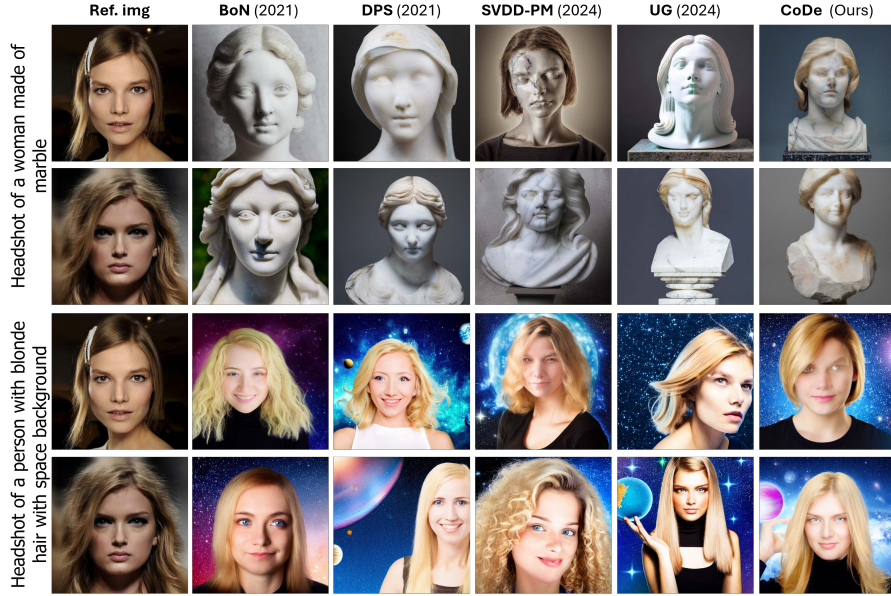 Ref. img BoN (2021) DPS (2021) SVDD-PM (2024) UG (2024) CoDe (Ours)
Headshot of a woman made of
marble
Headshot of a person with blonde
hair with space background